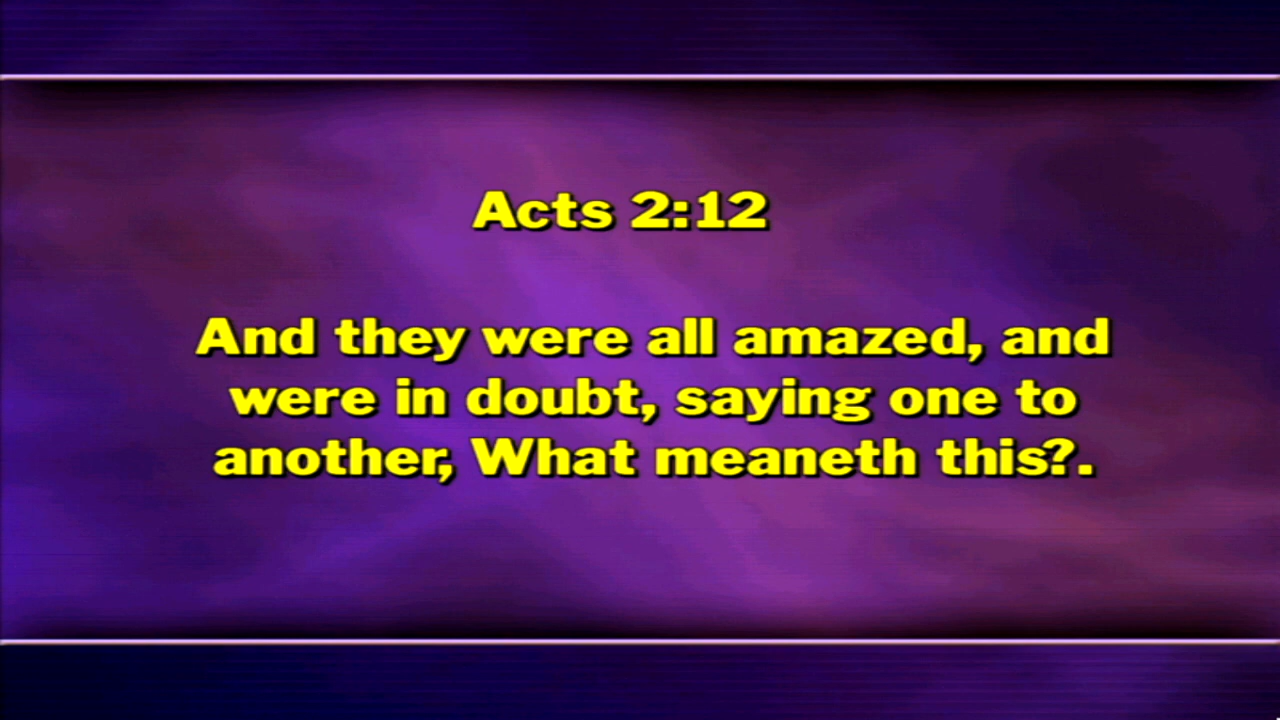 Acts 2:12
And they were all amazed, and
were in doubt, saying one to
another, What meaneth this?.